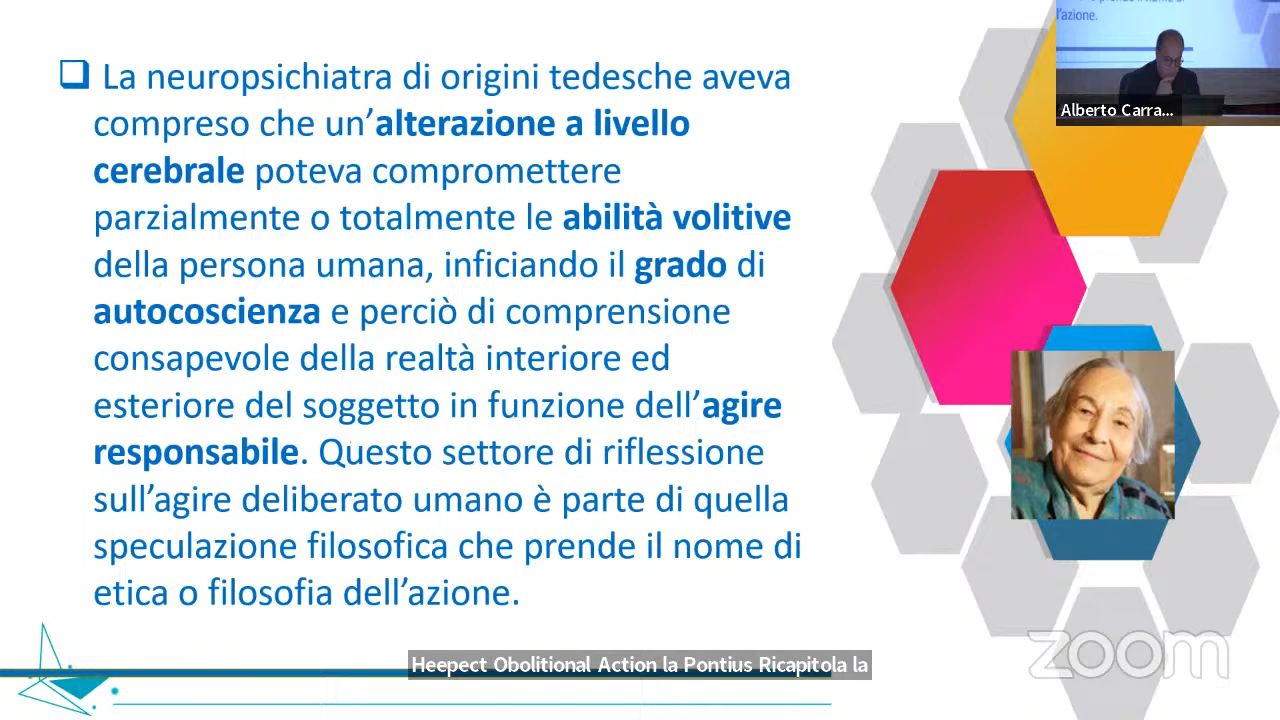 La neuropsichiatra di origini tedesche aveva
compreso che un’alterazione a livello
cerebrale poteva compromettere
parzialmente o totalmente le abilità volitive
della persona umana, inficiando il grado di
autocoscienza e perciò di comprensione
consapevole della realtà interiore ed
esteriore del soggetto in funzione dell’agire
responsabile. Questo settore di riflessione
sull’agire deliberato umano è parte di quella
speculazione filosofica che prende il nome di
etica o filosofia dell’azione.
l’azione.
Alberto Carra...
Heepect Obolitional Action la Pontius Ricapitola la
zoom